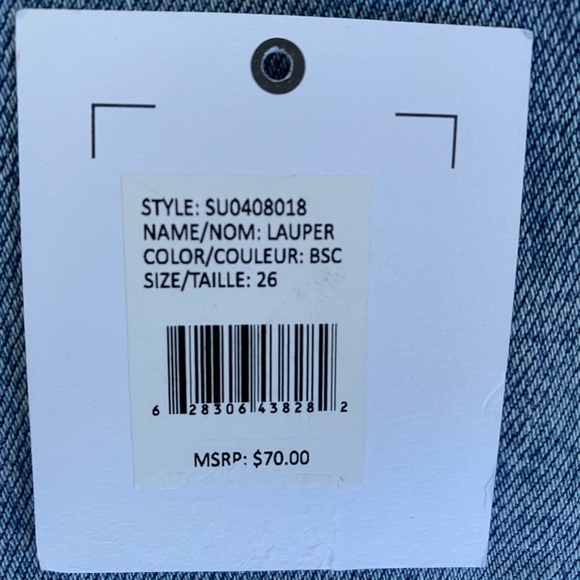 STYLE: SU0408018
NAME/NOM: LAUPER
COLOR/COULEUR: BSC
SIZE/TAILLE: 26
6 28306 43828 2
MSRP: $70.00